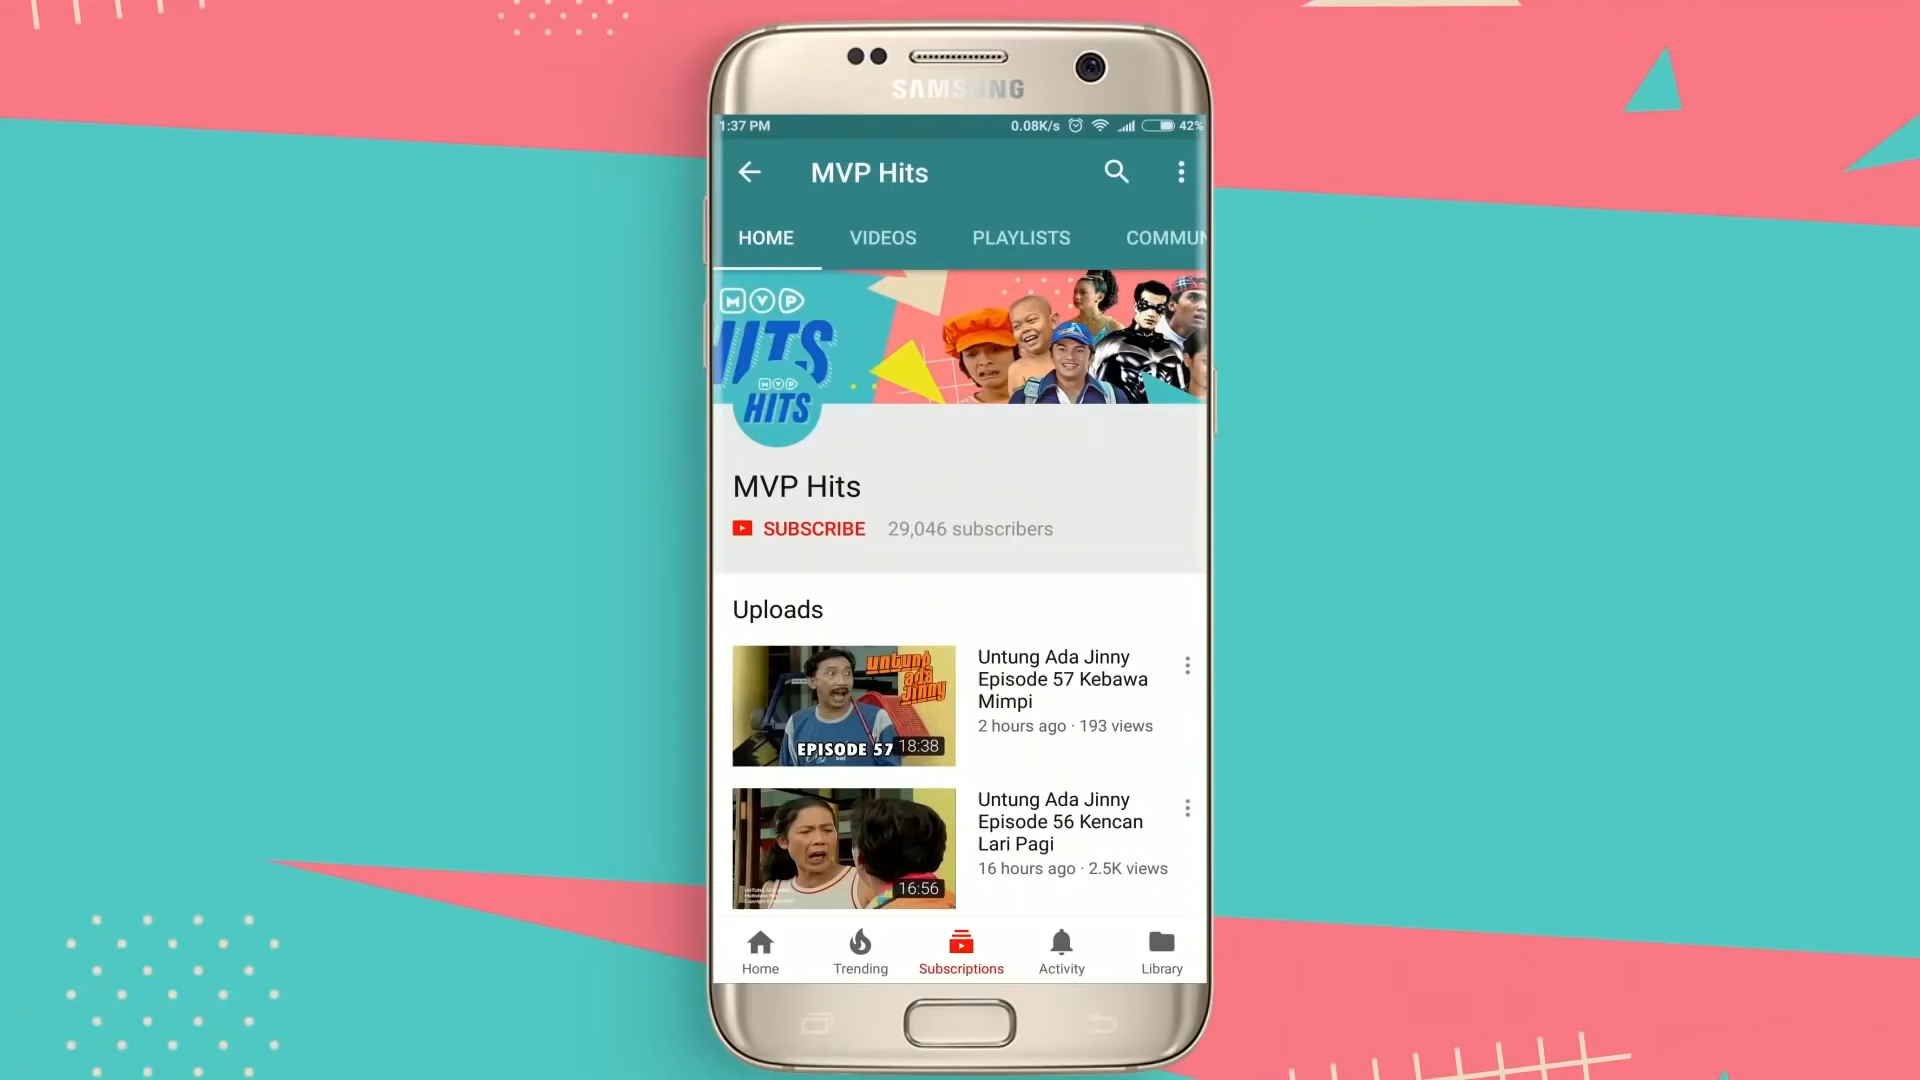 SAMSUNG
1:37 PM 0.08K/s 42%
MVP Hits
HOME VIDEOS PLAYLISTS COMMUN
MVP
HITS
MVP
HITS
MVP Hits
SUBSCRIBE 29,046 subscribers
Uploads
untung
ada
jinny
EPISODE 57 18:38
Untung Ada Jinny
Episode 57 Kebawa
Mimpi
2 hours ago · 193 views
16:56
Untung Ada Jinny
Episode 56 Kencan
Lari Pagi
16 hours ago · 2.5K views
Home Trending Subscriptions Activity Library